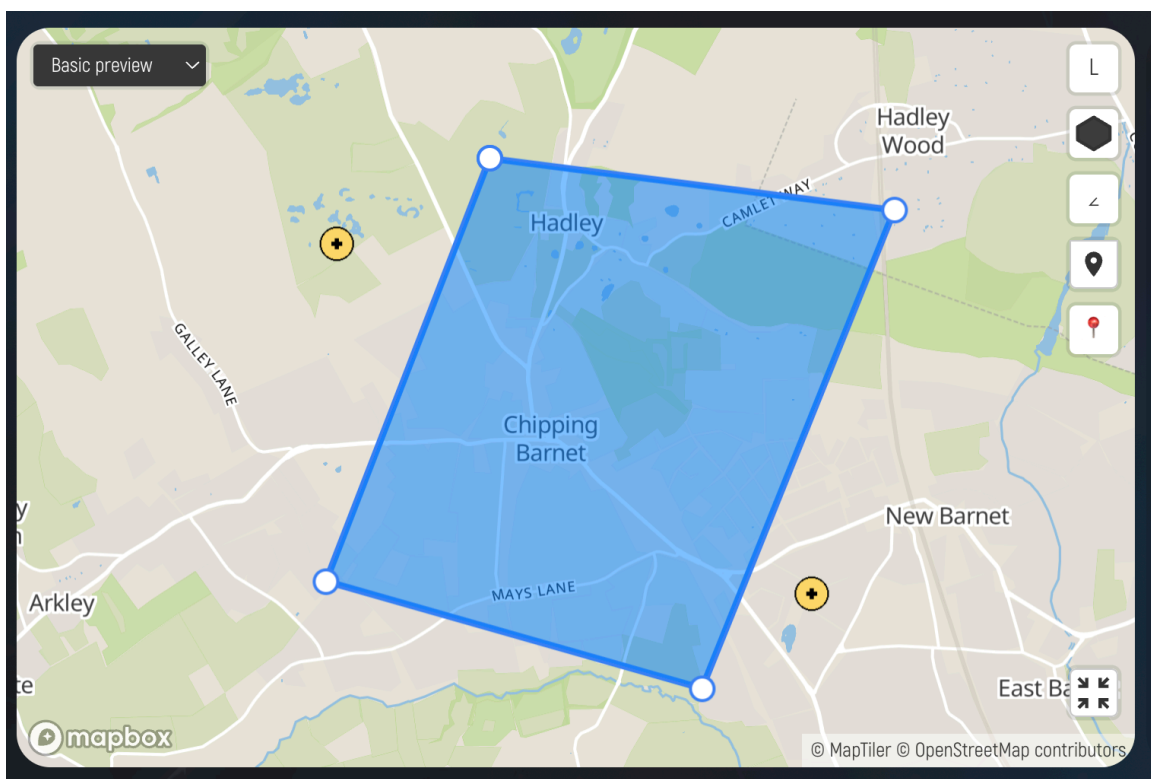 Basic preview
L
Hadley
Wood
CAMLET WAY
Hadley
GALLEY LANE
Chipping
Barnet
New Barnet
MAYS LANE
Arkley
East Ba
mapbox
© MapTiler © OpenStreetMap contributors